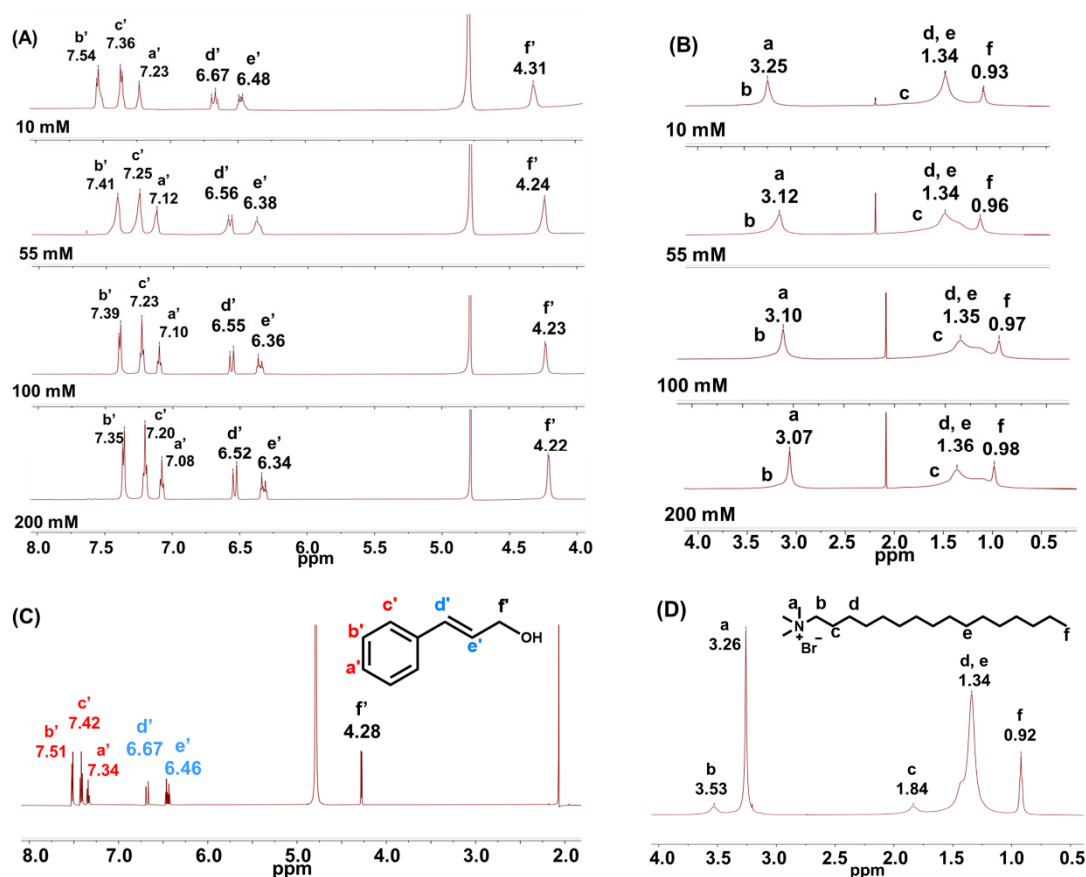 (A)
b'
7.54
c'
7.36
a'
7.23
d'
6.67
e'
6.48
f'
4.31
10 mM
b'
7.41
c'
7.25
a'
7.12
d'
6.56
e'
6.38
f'
4.24
55 mM
b'
7.39
c'
7.23
a'
7.10
d'
6.55
e'
6.36
f'
4.23
100 mM
b'
7.35
c'
7.20
a'
7.08
d'
6.52
e'
6.34
f'
4.22
200 mM
8.0 7.5 7.0 6.5 6.0 5.5 5.0 4.5 4.0
ppm
(B)
b
a
3.25
c
d, e
1.34
f
0.93
10 mM
b
a
3.12
c
d, e
1.34
f
0.96
55 mM
b
a
3.10
c
d, e
1.35
f
0.97
100 mM
b
a
3.07
c
d, e
1.36
f
0.98
200 mM
4.0 3.5 3.0 2.5 2.0 1.5 1.0 0.5
ppm
(C)
b'
7.51
c'
7.42
a'
7.34
d'
6.67
e'
6.46
f'
4.28
c'
b'
a'
d'
e'
f'
OH
8.0 7.0 6.0 5.0 4.0 3.0 2.0
ppm
(D)
b
3.53
a
3.26
c
1.84
d, e
1.34
f
0.92
a
b
d
N
+
Br−
c
e
f
4.0 3.5 3.0 2.5 2.0 1.5 1.0 0.5
ppm